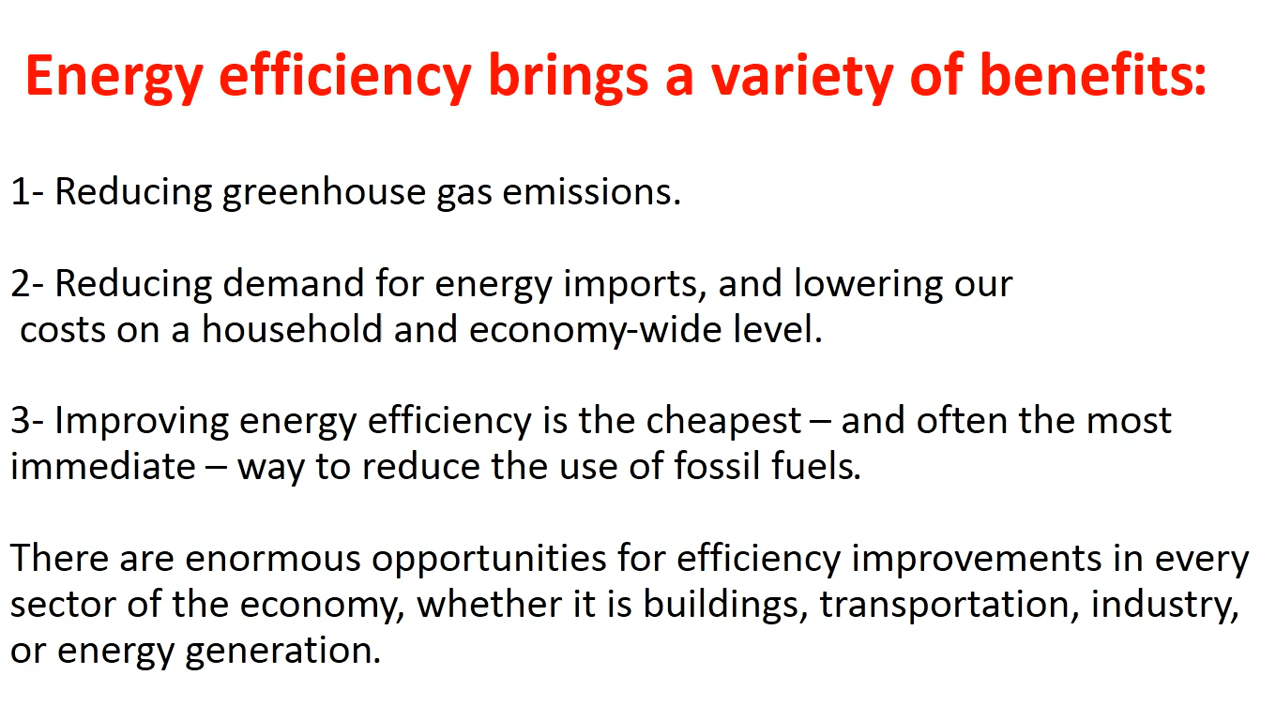 Energy efficiency brings a variety of benefits:
1- Reducing greenhouse gas emissions.
2- Reducing demand for energy imports, and lowering our
costs on a household and economy-wide level.
3- Improving energy efficiency is the cheapest – and often the most
immediate – way to reduce the use of fossil fuels.
There are enormous opportunities for efficiency improvements in every
sector of the economy, whether it is buildings, transportation, industry,
or energy generation.